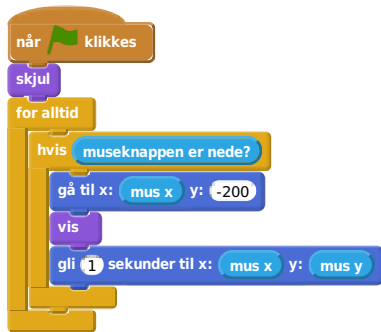 når klikkes
skjul
for alltid
hvis museknappen er nede?
gå til x: mus x y: -200
vis
gli 1 sekunder til x: mus x y: mus y